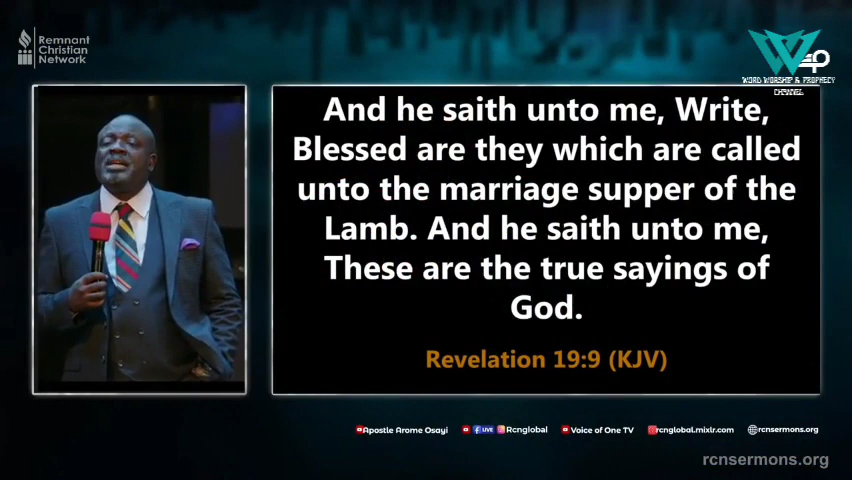 Remnant
Christian
Network
WORD WORSHIP & PROPHECY
CHANNEL
And he saith unto me, Write,
Blessed are they which are called
unto the marriage supper of the
Lamb. And he saith unto me,
These are the true sayings of
God.
Revelation 19:9 (KJV)
Apostle Arome Osayi LIVE Rcnglobal Voice of One TV rcnglobal.mixlr.com rcnsermons.org
rcnsermons.org